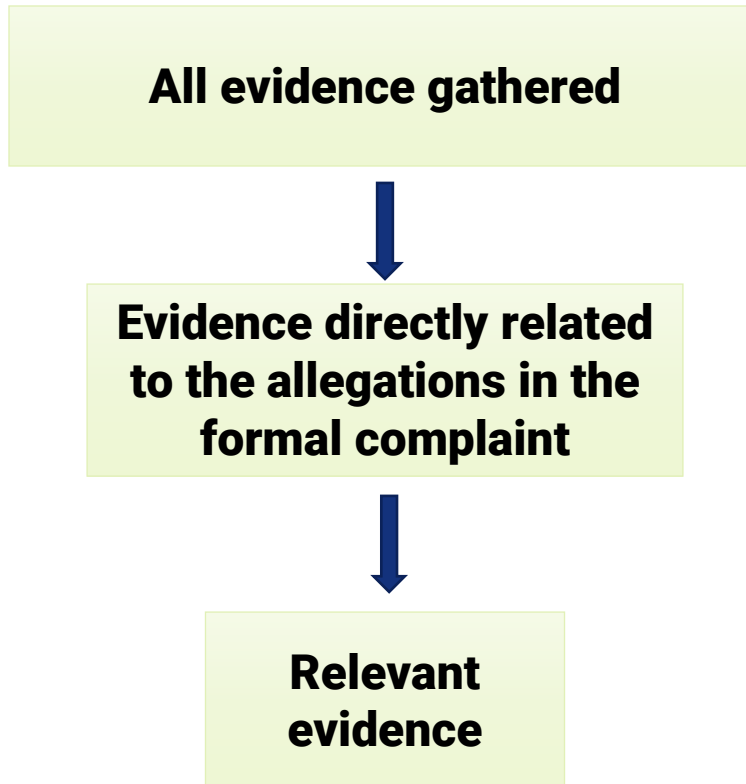 All evidence gathered
Evidence directly related
to the allegations in the
formal complaint
Relevant
evidence